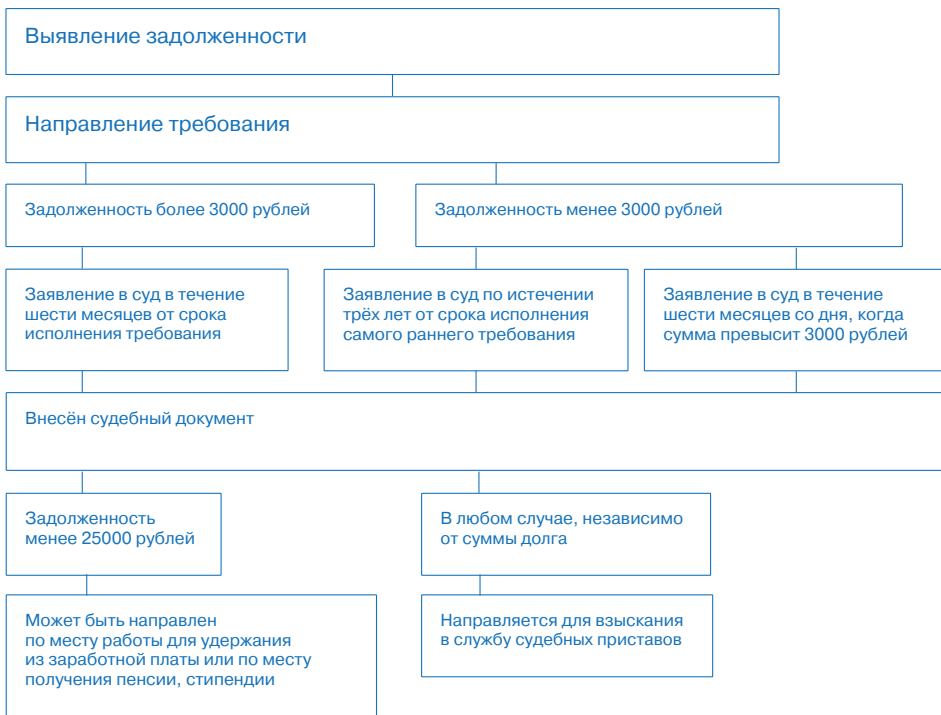 Выявление задолженности
Направление требования
Задолженность более 3000 рублей
Задолженность менее 3000 рублей
Заявление в суд в течение
шести месяцев от срока
исполнения требования
Заявление в суд по истечении
трёх лет от срока исполнения
самого раннего требования
Заявление в суд в течение
шести месяцев со дня, когда
сумма превысит 3000 рублей
Внесён судебный документ
Задолженность
менее 25000 рублей
В любом случае, независимо
от суммы долга
Может быть направлен
по месту работы для удержания
из заработной платы или по месту
получения пенсии, стипендии
Направляется для взыскания
в службу судебных приставов